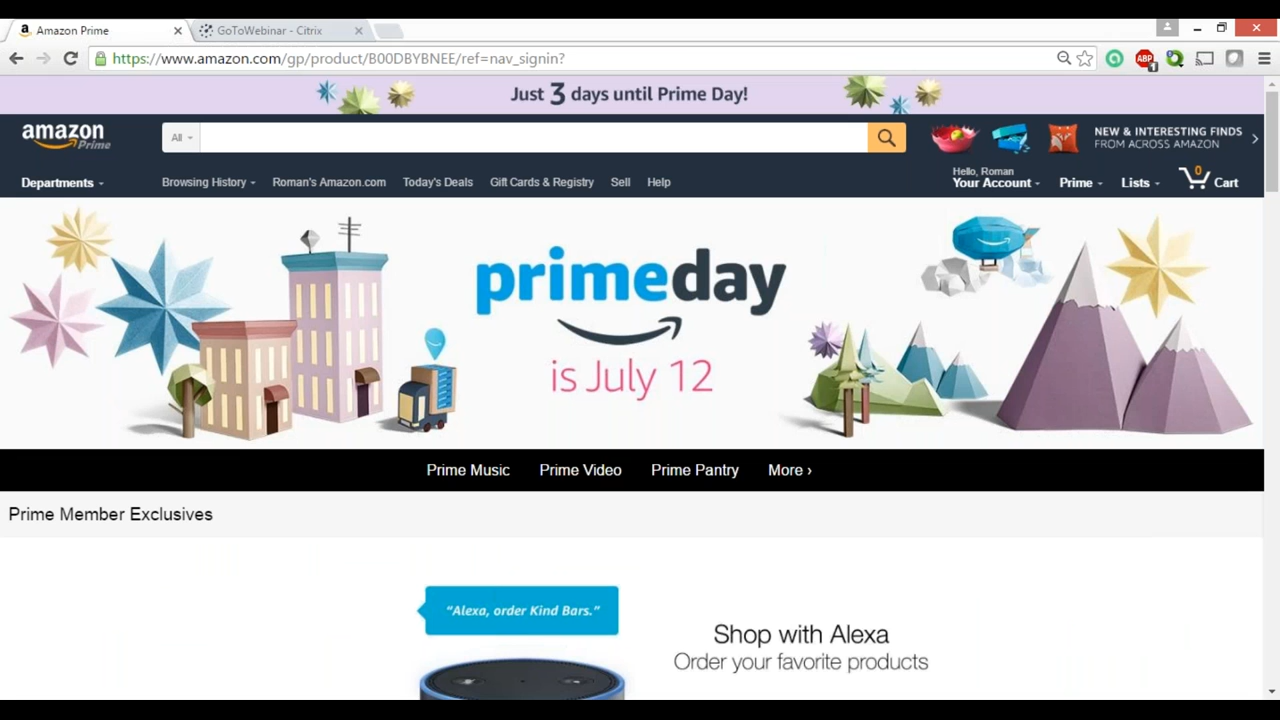 Amazon Prime
GoToWebinar - Citrix
https://www.amazon.com/gp/product/B00DBYBNEE/ref=nav_signin?
ABP
1
Just 3 days until Prime Day!
amazon Prime
All
NEW & INTERESTING FINDS
FROM ACROSS AMAZON
Departments
Browsing History
Roman's Amazon.com
Today's Deals
Gift Cards & Registry
Sell
Help
Hello, Roman
Your Account
Prime
Lists
0
Cart
primeday
is July 12
Prime Music
Prime Video
Prime Pantry
More ›
Prime Member Exclusives
“Alexa, order Kind Bars.”
Shop with Alexa
Order your favorite products